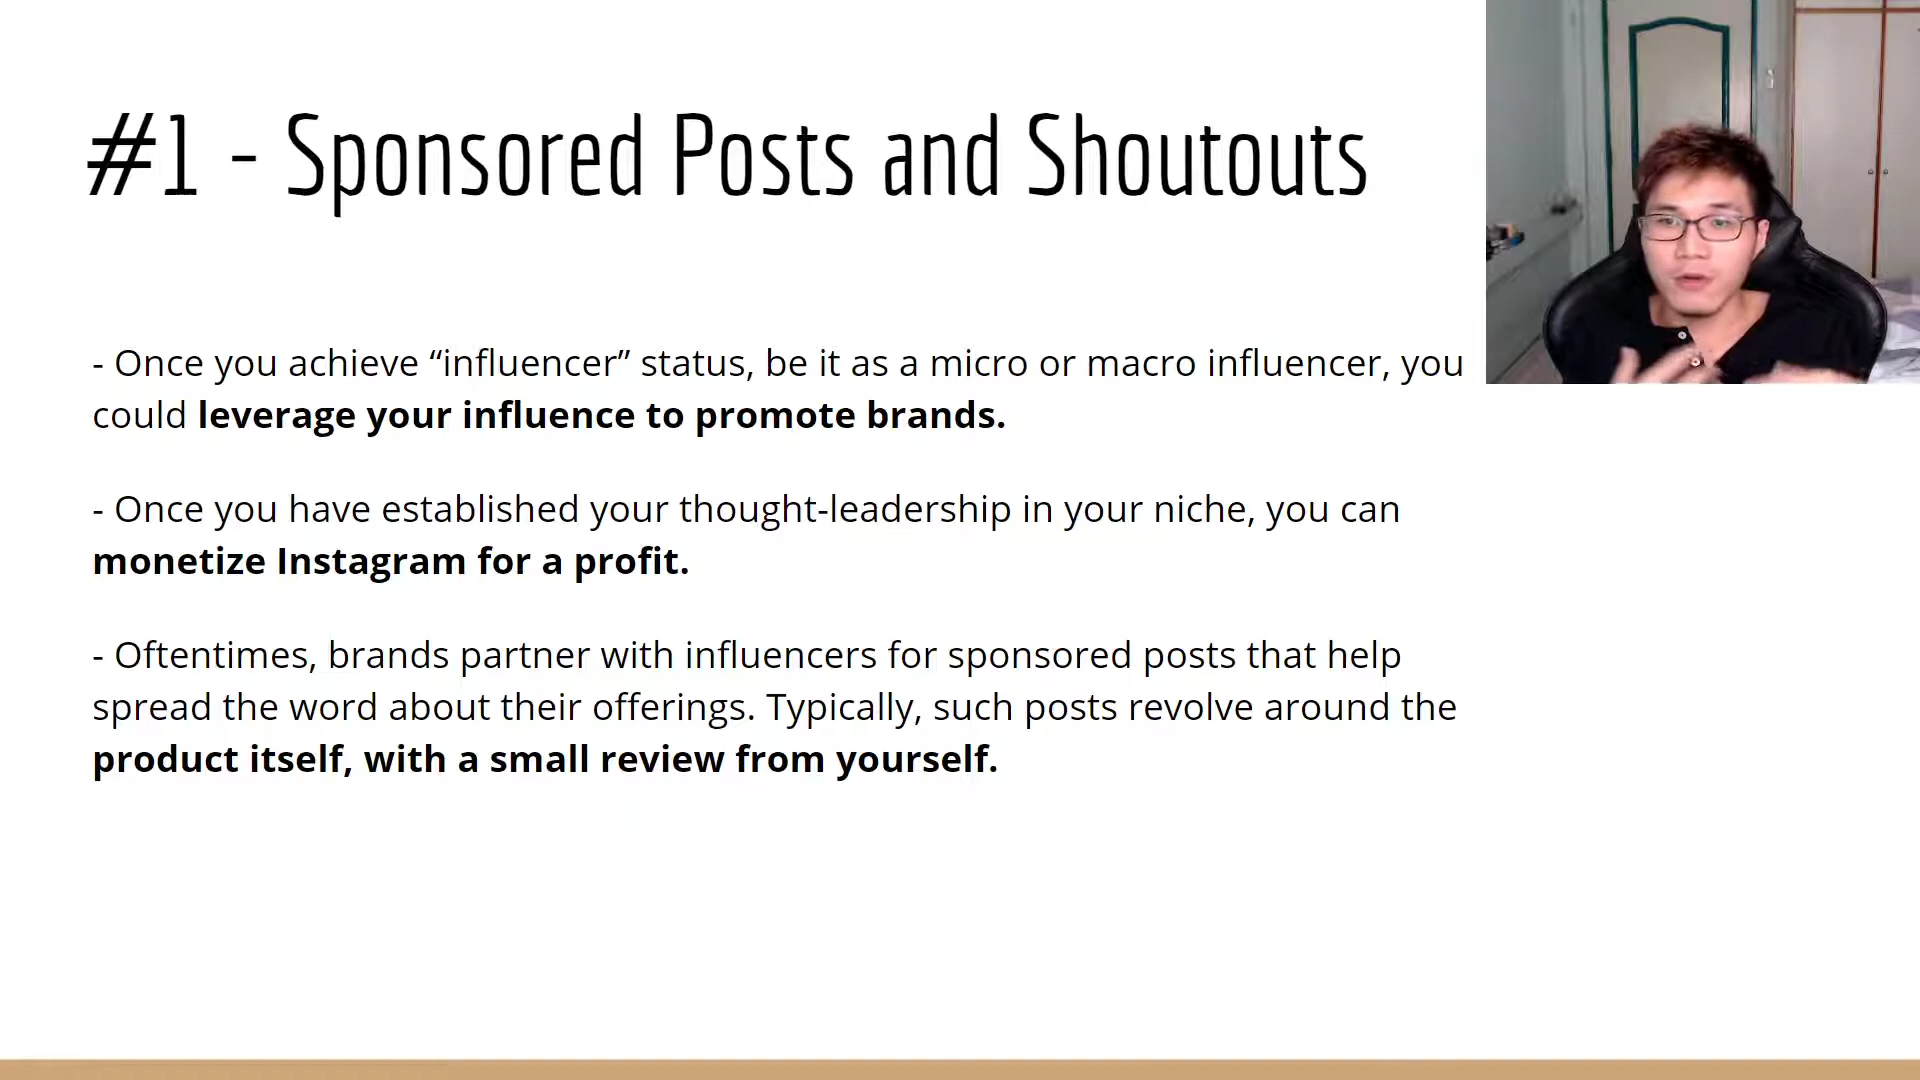 #1 - Sponsored Posts and Shoutouts
- Once you achieve “influencer” status, be it as a micro or macro influencer, you
could leverage your influence to promote brands.
- Once you have established your thought-leadership in your niche, you can
monetize Instagram for a profit.
- Oftentimes, brands partner with influencers for sponsored posts that help
spread the word about their offerings. Typically, such posts revolve around the
product itself, with a small review from yourself.